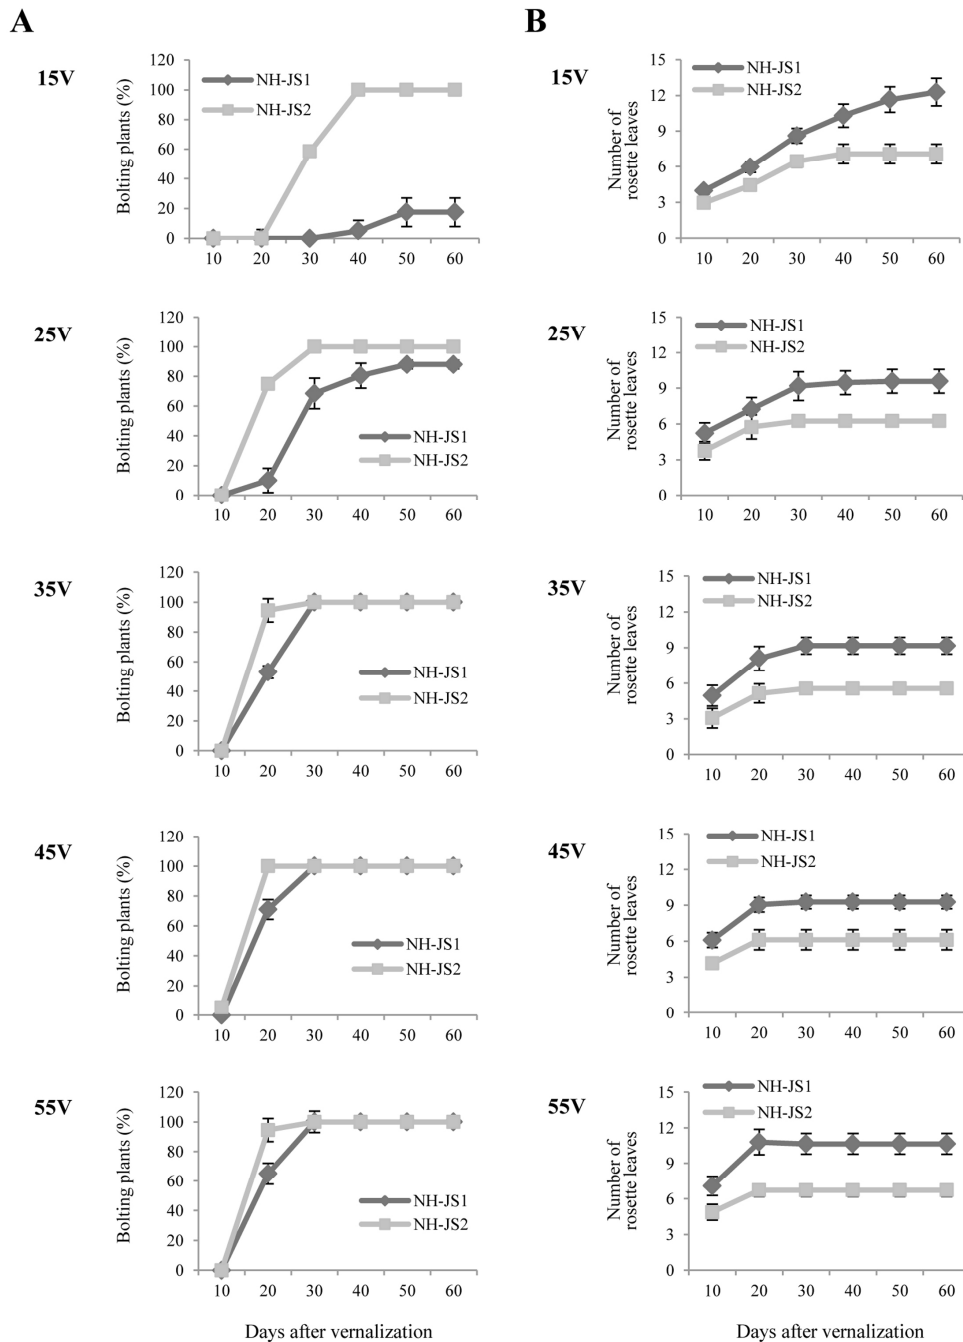 A
B
15V
Bolting plants (%)
120
100
80
60
40
20
0
NH-JS1
NH-JS2
10 20 30 40 50 60
15V
Number of
rosette leaves
15
12
9
6
3
0
NH-JS1
NH-JS2
10 20 30 40 50 60
25V
Bolting plants (%)
120
100
80
60
40
20
0
NH-JS1
NH-JS2
10 20 30 40 50 60
25V
Number of
rosette leaves
15
12
9
6
3
0
NH-JS1
NH-JS2
10 20 30 40 50 60
35V
Bolting plants (%)
120
100
80
60
40
20
0
NH-JS1
NH-JS2
10 20 30 40 50 60
35V
Number of
rosette leaves
15
12
9
6
3
0
NH-JS1
NH-JS2
10 20 30 40 50 60
45V
Bolting plants (%)
120
100
80
60
40
20
0
NH-JS1
NH-JS2
10 20 30 40 50 60
45V
Number of
rosette leaves
15
12
9
6
3
0
NH-JS1
NH-JS2
10 20 30 40 50 60
55V
Bolting plants (%)
120
100
80
60
40
20
0
NH-JS1
NH-JS2
10 20 30 40 50 60
Days after vernalization
55V
Number of
rosette leaves
15
12
9
6
3
0
NH-JS1
NH-JS2
10 20 30 40 50 60
Days after vernalization